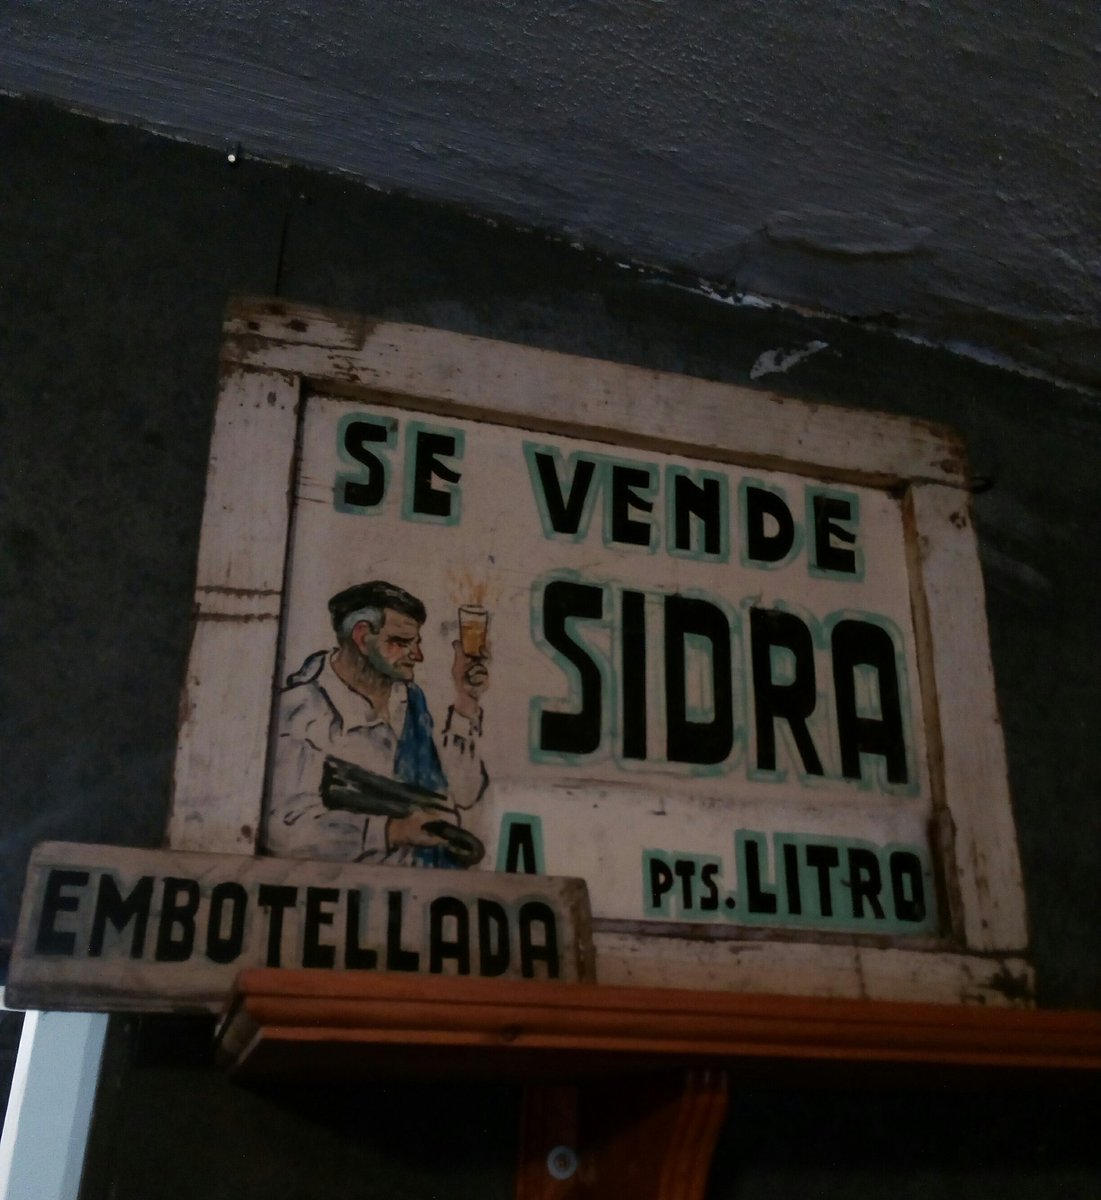 SE VENDE
SIDRA
A PTS. LITRO
EMBOTELLADA